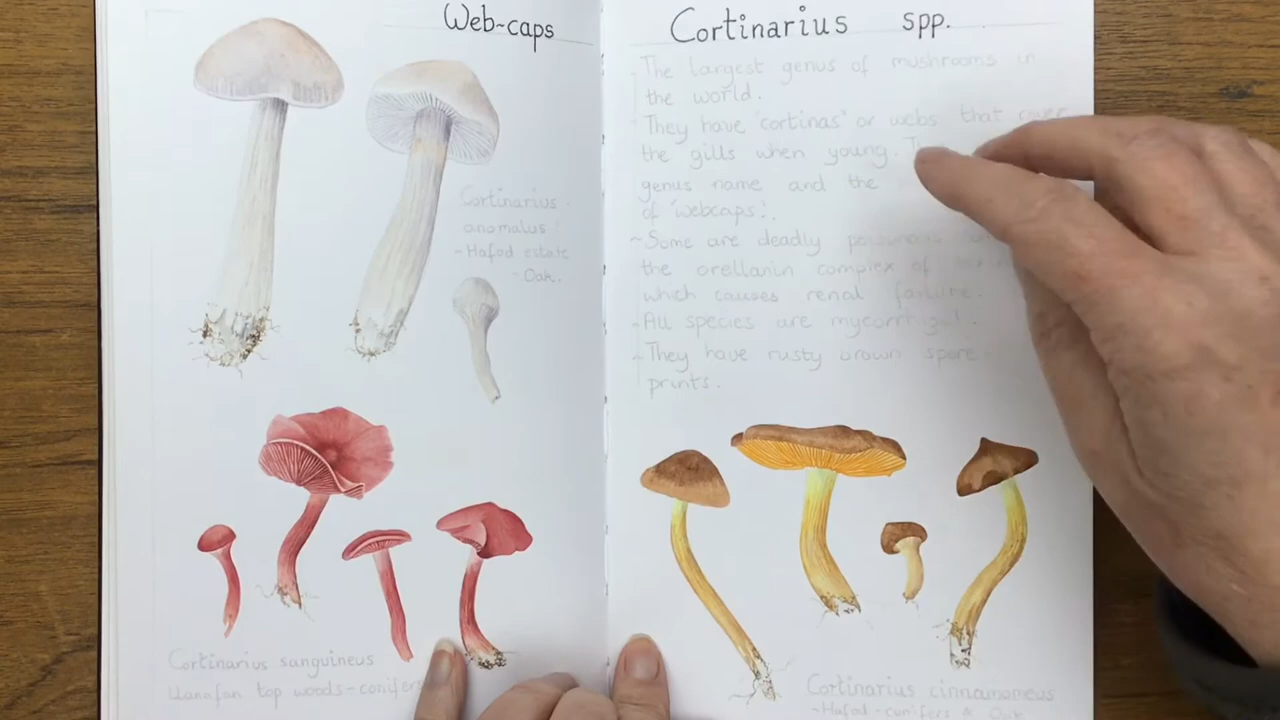 Web-caps
Cortinarius
anomalus
- Hafod estate
- Oak.
Cortinarius sanguineus
Llanafan top woods - conifers
Cortinarius spp.
The largest genus of mushrooms in
the world.
They have 'cortinas' or webs that cover
the gills when young.
genus name and the
of 'webcaps'.
~Some are deadly poisonous
the orellanin complex of
which causes renal failure.
~All species are mycorrhizal.
~They have rusty brown spore
prints.
Cortinarius cinnamomeus
~Hafod - conifers & Oak